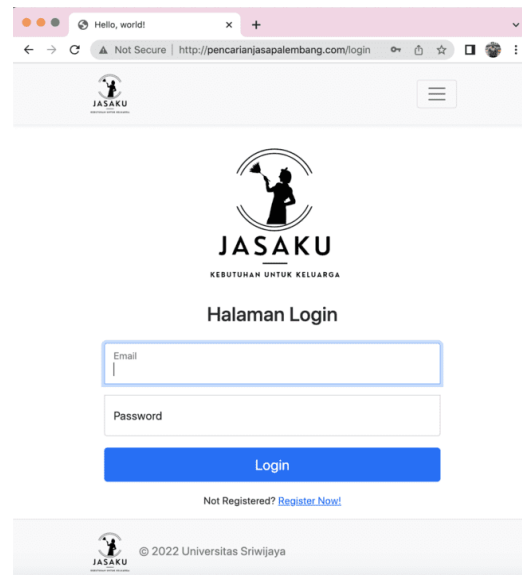 Hello, world!
Not Secure | http://pencarianjasapalembang.com/login
JASAKU
JASAKU
KEBUTUHAN UNTUK KELUARGA
Halaman Login
Email
Password
Login
Not Registered? Register Now!
JASAKU
© 2022 Universitas Sriwijaya